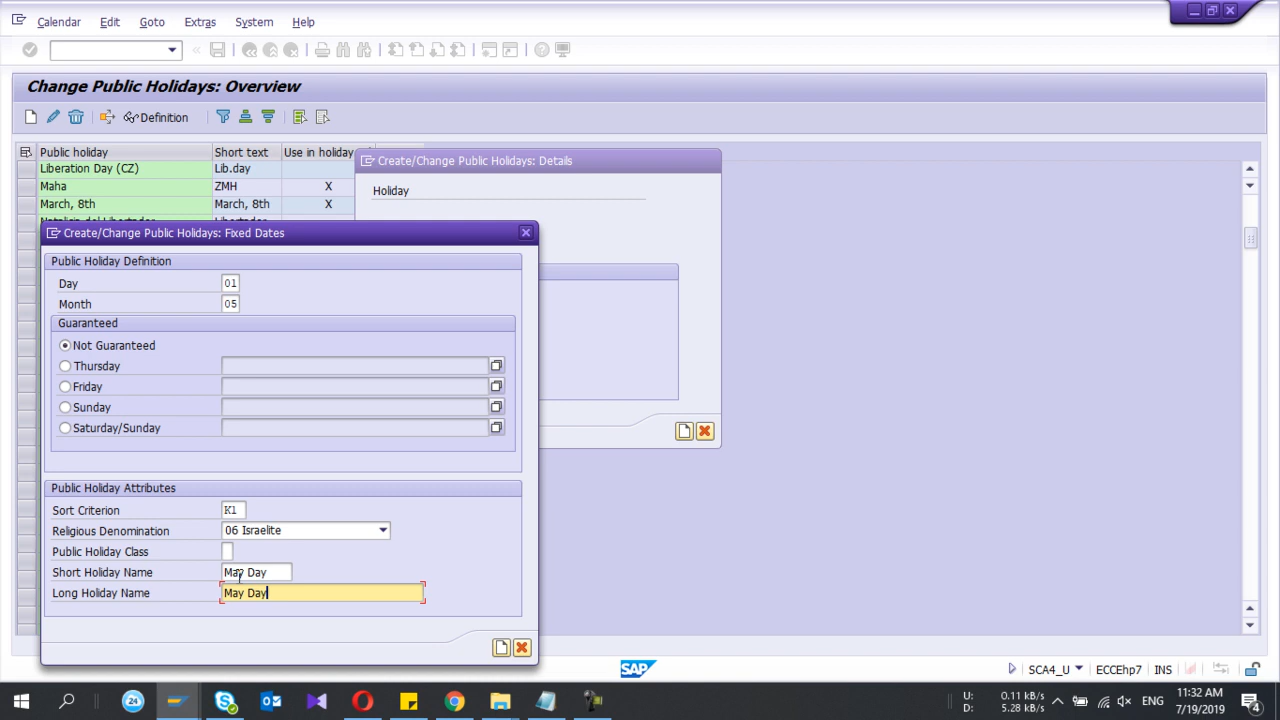 Calendar Edit Goto Extras System Help
Change Public Holidays: Overview
Definition
Public holiday Short text Use in holiday
Liberation Day (CZ) Lib.day
Maha ZMH X
March, 8th March, 8th X
Create/Change Public Holidays: Details
Holiday
Create/Change Public Holidays: Fixed Dates
Public Holiday Definition
Day 01
Month 05
Guaranteed
Not Guaranteed
Thursday
Friday
Sunday
Saturday/Sunday
Public Holiday Attributes
Sort Criterion K1
Religious Denomination 06 Israelite
Public Holiday Class
Short Holiday Name May Day
Long Holiday Name May Day
SAP
SCA4_U ECCEhp7 INS
24
U: 0.11 kB/s
D: 5.28 kB/s
ENG
11:32 AM
7/19/2019
4